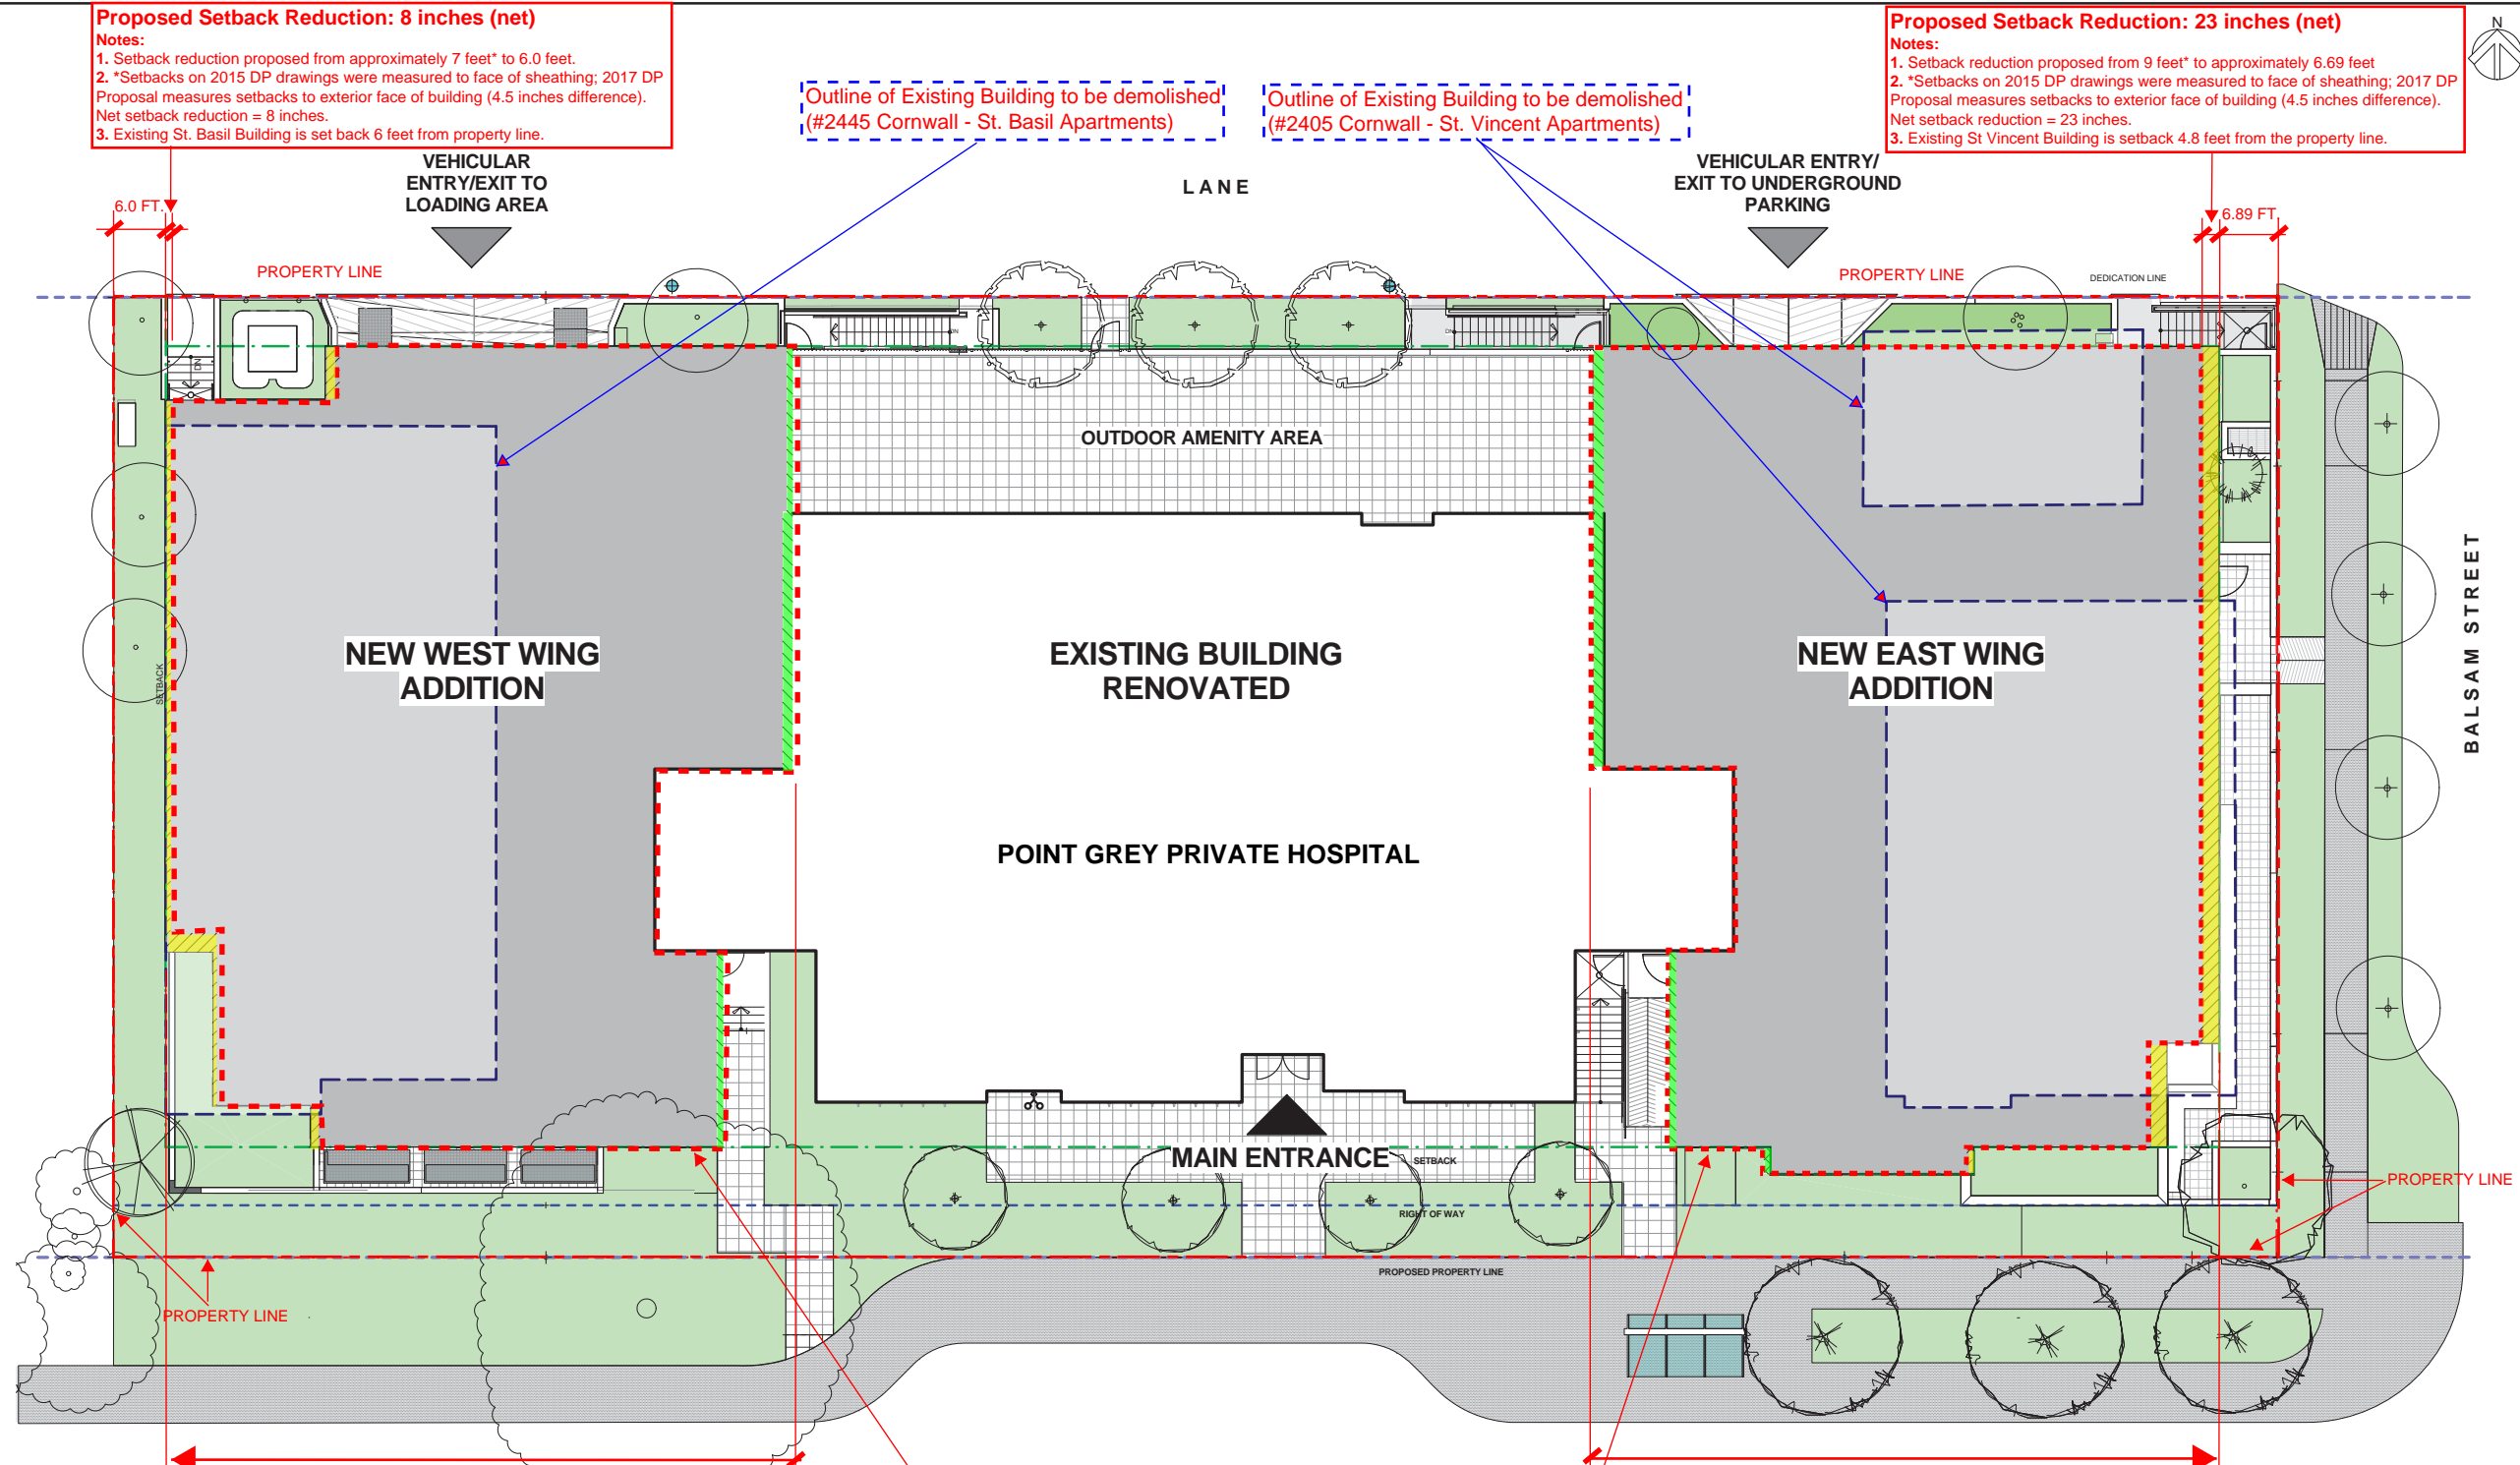 Proposed Setback Reduction: 8 inches (net)
Notes:
1. Setback reduction proposed from approximately 7 feet* to 6.0 feet.
2. *Setbacks on 2015 DP drawings were measured to face of sheathing; 2017 DP
Proposal measures setbacks to exterior face of building (4.5 inches difference).
Net setback reduction = 8 inches.
3. Existing St. Basil Building is set back 6 feet from property line.
Outline of Existing Building to be demolished
(#2445 Cornwall - St. Basil Apartments)
Outline of Existing Building to be demolished
(#2405 Cornwall - St. Vincent Apartments)
Proposed Setback Reduction: 23 inches (net)
Notes:
1. Setback reduction proposed from 9 feet* to approximately 6.69 feet
2. *Setbacks on 2015 DP drawings were measured to face of sheathing; 2017 DP
Proposal measures setbacks to exterior face of building (4.5 inches difference).
Net setback reduction = 23 inches.
3. Existing St Vincent Building is setback 4.8 feet from the property line.
N
VEHICULAR
ENTRY/EXIT TO
LOADING AREA
LANE
VEHICULAR ENTRY/
EXIT TO UNDERGROUND
PARKING
6.0 FT.
6.89 FT.
PROPERTY LINE
PROPERTY LINE
DEDICATION LINE
DN
DN
DN
OUTDOOR AMENITY AREA
SETBACK
NEW WEST WING
ADDITION
EXISTING BUILDING
RENOVATED
NEW EAST WING
ADDITION
BALSAM STREET
POINT GREY PRIVATE HOSPITAL
MAIN ENTRANCE
SETBACK
RIGHT OF WAY
PROPERTY LINE
PROPOSED PROPERTY LINE
PROPERTY LINE